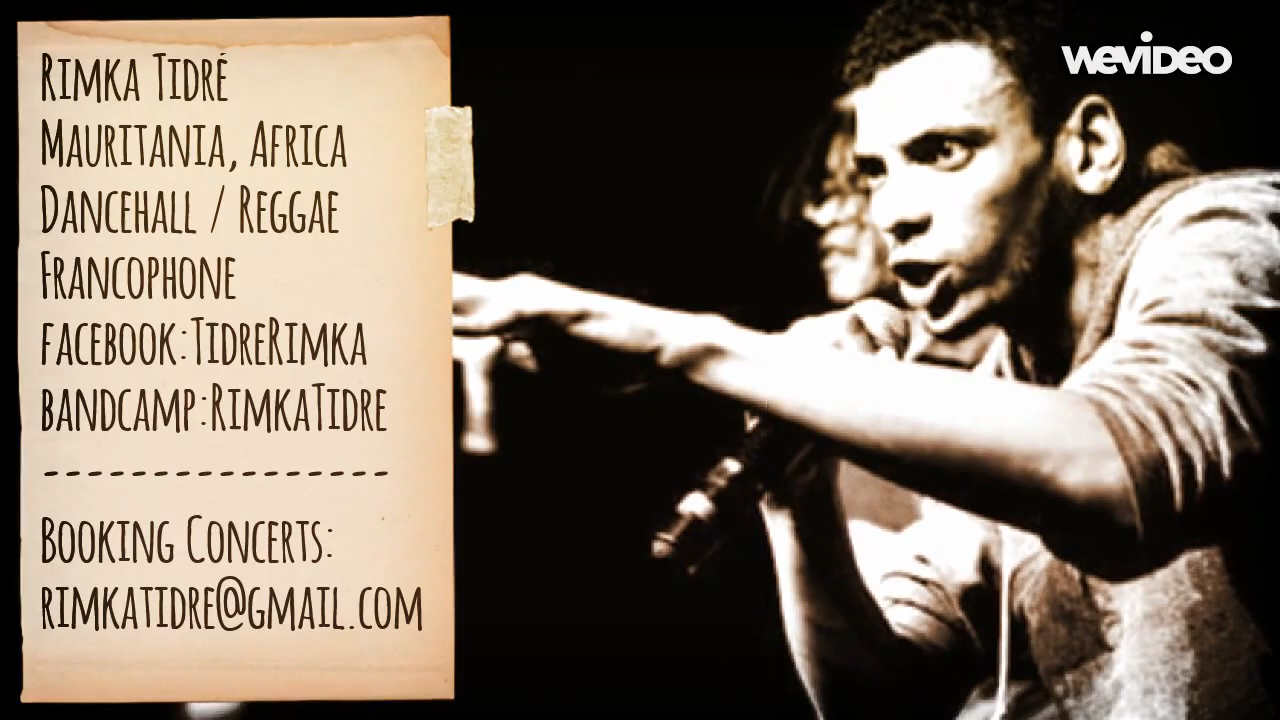 Rimka Tidré
Mauritania, Africa
Dancehall / Reggae
Francophone
facebook:TidreRimka
bandcamp:RimkaTidre
----------------
Booking Concerts:
rimkatidre@gmail.com
WeVideo